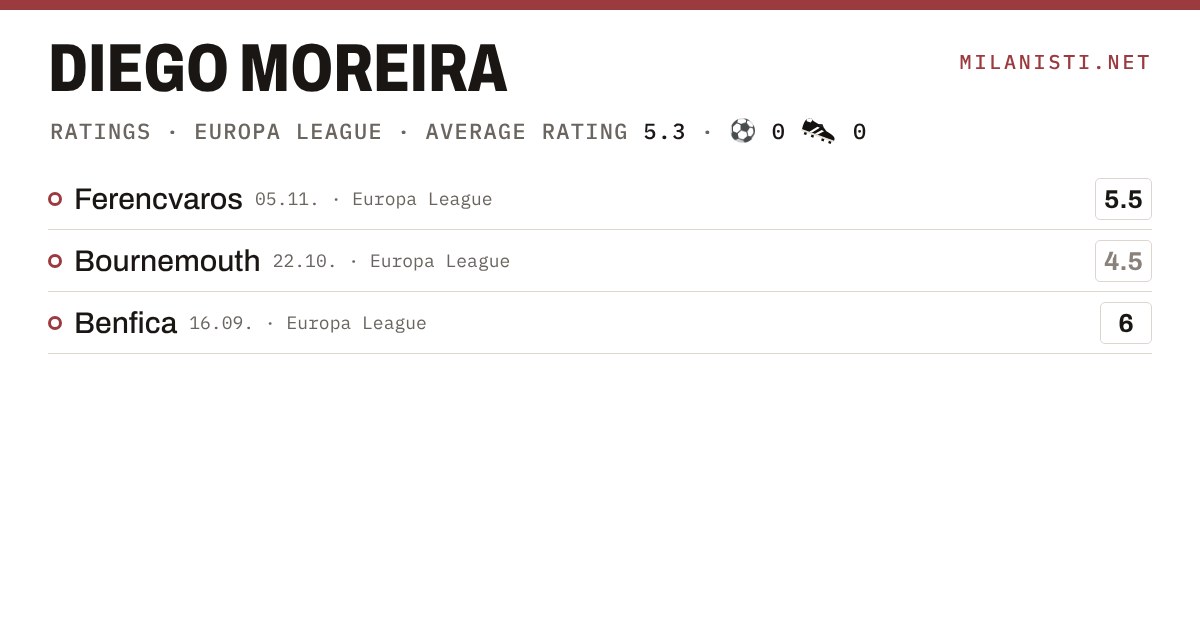 DIEGO MOREIRA
MILANISTI.NET
RATINGS · EUROPA LEAGUE · AVERAGE RATING 5.3 · ⚽ 0 0
Ferencvaros 05.11. · Europa League 5.5
Bournemouth 22.10. · Europa League 4.5
Benfica 16.09. · Europa League 6